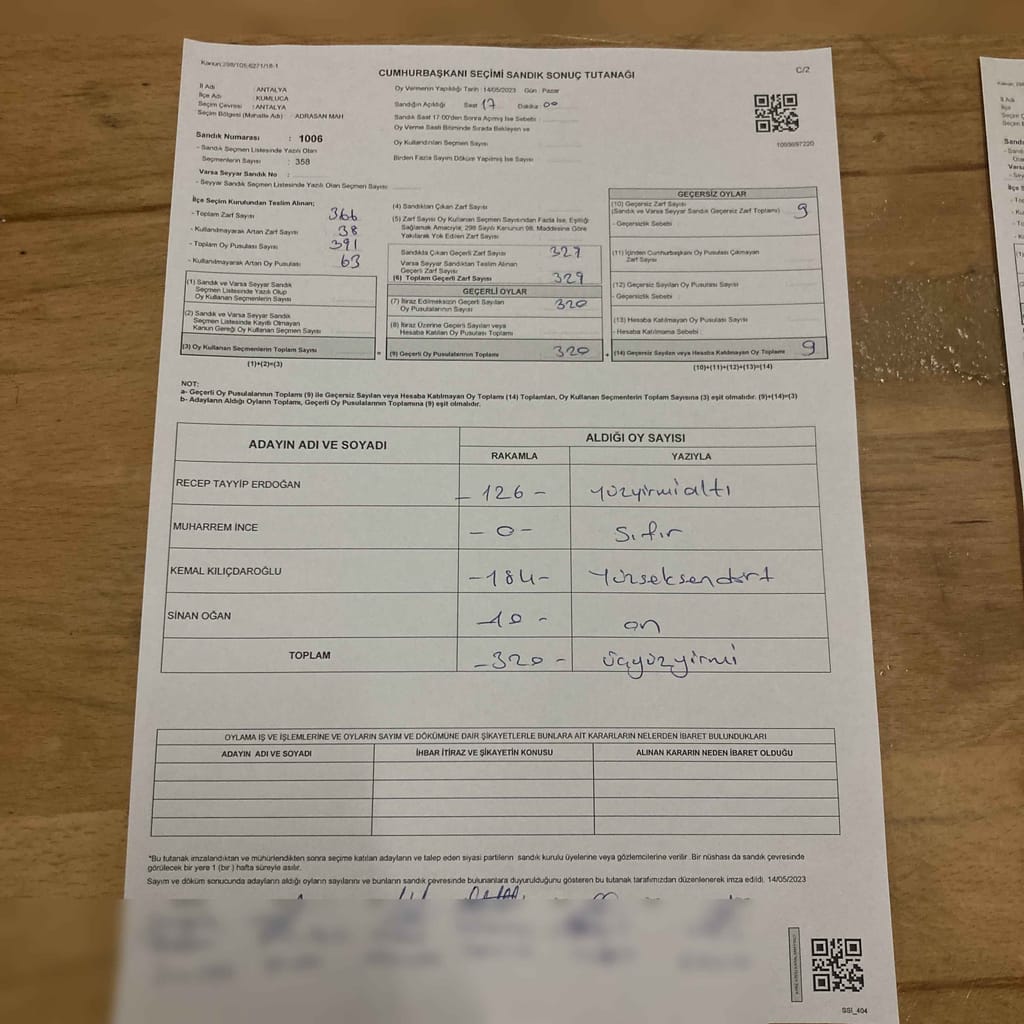 Kanun:298/105-6271/18-1
CUMHURBAŞKANI SEÇİMİ SANDIK SONUÇ TUTANAĞI
C/2
İl Adı : ANTALYA
İlçe Adı : KUMLUCA
Seçim Çevresi : ANTALYA
Seçim Bölgesi (Mahalle Adı) : ADRASAN MAH
Sandık Numarası : 1006
- Sandık Seçmen Listesinde Yazılı Olan
Seçmenlerin Sayısı : 358
Varsa Seyyar Sandık No :
- Seyyar Sandık Seçmen Listesinde Yazılı Olan Seçmen Sayısı
Oy Vermenin Yapıldığı Tarih : 14/05/2023 Gün : Pazar
Sandığın Açıldığı Saat 17 Dakika 00
Sandık Saat 17:00'den Sonra Açılmış İse Sebebi :
Oy Verme Saati Bitiminde Sırada Bekleyen ve
Oy Kullandırılan Seçmen Sayısı
Birden Fazla Sayım Döküm Yapılmış İse Sayısı
1009697220
İlçe Seçim Kurulundan Teslim Alınan;
- Toplam Zarf Sayısı 366
- Kullanılmayarak Artan Zarf Sayısı 38
- Toplam Oy Pusulası Sayısı 391
- Kullanılmayarak Artan Oy Pusulası 63
(1) Sandık ve Varsa Seyyar Sandık
Seçmen Listesinde Yazılı Olup
Oy Kullanan Seçmenlerin Sayısı
(2) Sandık ve Varsa Seyyar Sandık
Seçmen Listesinde Kayıtlı Olmayan
Kanun Gereği Oy Kullanan Seçmen Sayısı
(3) Oy Kullanan Seçmenlerin Toplam Sayısı
(1)+(2)=(3)
(4) Sandıktan Çıkan Zarf Sayısı
(5) Zarf Sayısı Oy Kullanan Seçmen Sayısından Fazla İse, Eşitliği
Sağlamak Amacıyla; 298 Sayılı Kanunun 98. Maddesine Göre
Yakılarak Yok Edilen Zarf Sayısı
Sandıkta Çıkan Geçerli Zarf Sayısı 329
Varsa Seyyar Sandıktan Teslim Alınan
Geçerli Zarf Sayısı
(6) Toplam Geçerli Zarf Sayısı 329
GEÇERLİ OYLAR
(7) İtiraz Edilmeksizin Geçerli Sayılan
Oy Pusulalarının Sayısı 320
(8) İtiraz Üzerine Geçerli Sayılan veya
Hesaba Katılan Oy Pusulası Toplamı
(9) Geçerli Oy Pusulalarının Toplamı 320
GEÇERSİZ OYLAR
(10) Geçersiz Zarf Sayısı
(Sandık ve Varsa Seyyar Sandık Geçersiz Zarf Toplamı) 9
- Geçersizlik Sebebi :
(11) İçinden Cumhurbaşkanı Oy Pusulası Çıkmayan
Zarf Sayısı
(12) Geçersiz Sayılan Oy Pusulası Sayısı
- Geçersizlik Sebebi :
(13) Hesaba Katılmayan Oy Pusulası Sayısı
- Hesaba Katılmama Sebebi :
+ (14) Geçersiz Sayılan veya Hesaba Katılmayan Oy Toplamı 9
(10)+(11)+(12)+(13)=(14)
NOT:
a- Geçerli Oy Pusulalarının Toplamı (9) ile Geçersiz Sayılan veya Hesaba Katılmayan Oy Toplamı (14) Toplamları, Oy Kullanan Seçmenlerin Toplam Sayısına (3) eşit olmalıdır. (9)+(14)=(3)
b- Adayların Aldığı Oyların Toplamı, Geçerli Oy Pusulalarının Toplamına (9) eşit olmalıdır.
ADAYIN ADI VE SOYADI ALDIĞI OY SAYISI
RAKAMLA YAZIYLA
RECEP TAYYİP ERDOĞAN - 126 - yüzyirmialtı
MUHARREM İNCE - 0 - sıfır
KEMAL KILIÇDAROĞLU - 184 - Yüzseksendört
SİNAN OĞAN - 10 - on
TOPLAM - 320 - üçyüzyirmi
OYLAMA İŞ VE İŞLEMLERİNE VE OYLARIN SAYIM VE DÖKÜMÜNE DAİR ŞİKAYETLERLE BUNLARA AİT KARARLARIN NELERDEN İBARET BULUNDUKLARI
ADAYIN ADI VE SOYADI İHBAR İTİRAZ VE ŞİKAYETİN KONUSU ALINAN KARARIN NEDEN İBARET OLDUĞU
*Bu tutanak imzalandıktan ve mühürlendikten sonra seçime katılan adayların ve talep eden siyasi partilerin sandık kurulu üyelerine veya gözlemcilerine verilir. Bir nüshası da sandık çevresinde
görülecek bir yere 1 (bir) hafta süreyle asılır.
Sayım ve döküm sonucunda adayların aldığı oyların sayılarını ve bunların sandık çevresinde bulunanlara duyurulduğunu gösteren bu tutanak tarafımızdan düzenlenerek imza edildi. 14/05/2023
SSİ_404